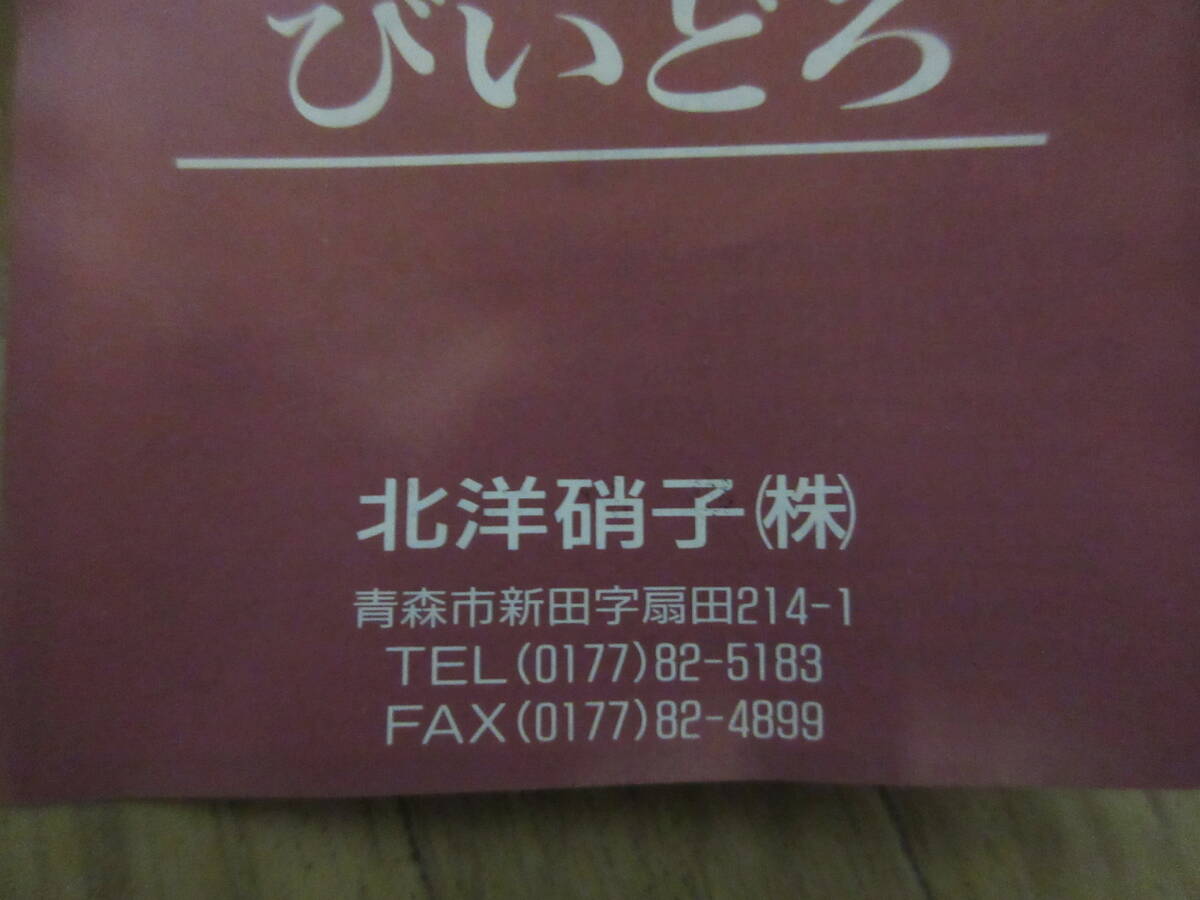 びいどろ
北洋硝子(株)
青森市新田字扇田214-1
TEL(0177)82-5183
FAX(0177)82-4899